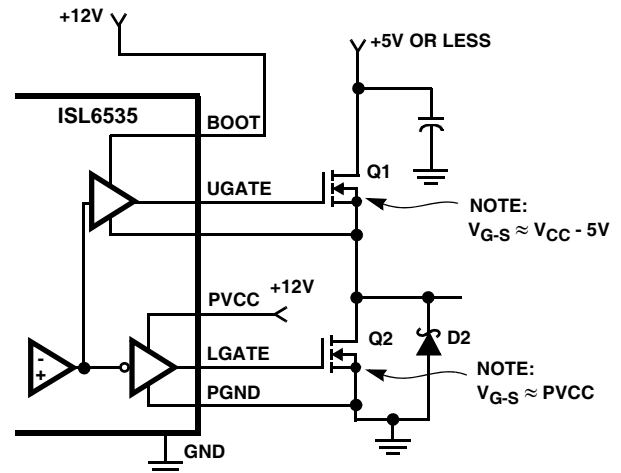 +12V
+5V OR LESS
ISL6535
BOOT
Q1
UGATE
NOTE:
VG-S ≈ VCC - 5V
+12V
PVCC
Q2
D2
LGATE
NOTE:
VG-S ≈ PVCC
-
+
PGND
GND